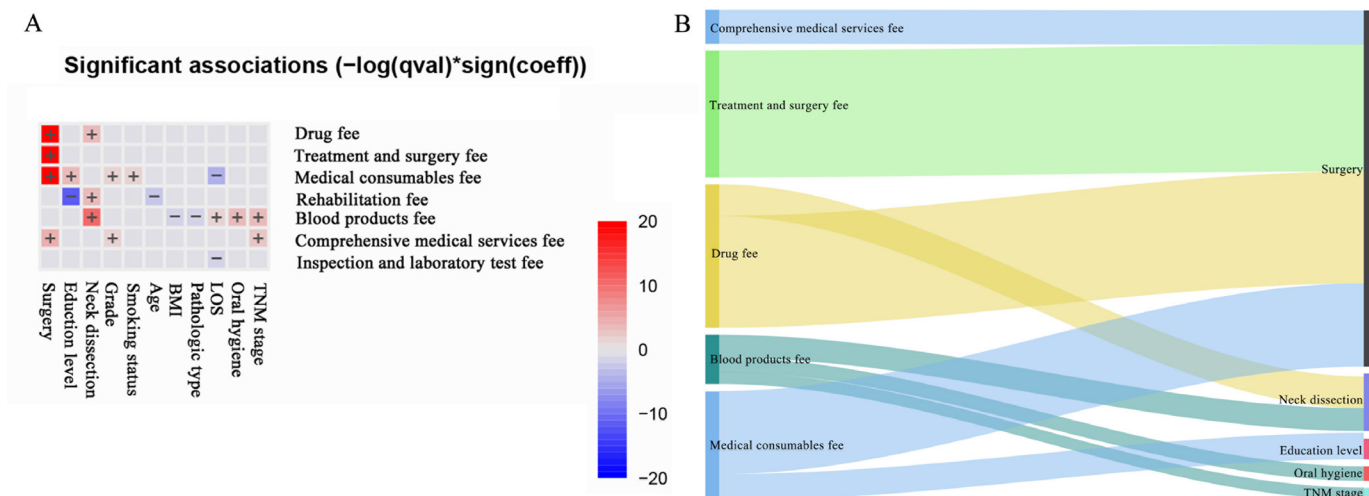 A
Significant associations (−log(qval)*sign(coeff))
Drug fee
Treatment and surgery fee
Medical consumables fee
Rehabilitation fee
Blood products fee
Comprehensive medical services fee
Inspection and laboratory test fee
+ +
+
+ + + + −
− + −
+ − − + + +
+ + +
−
Surgery
Eduction level
Neck dissection
Grade
Smoking status
Age
BMI
Pathologic type
LOS
Oral hygiene
TNM stage
20
10
0
−10
−20
B
Comprehensive medical services fee
Treatment and surgery fee
Drug fee
Blood products fee
Medical consumables fee
Surgery
Neck dissection
Education level
Oral hygiene
TNM stage